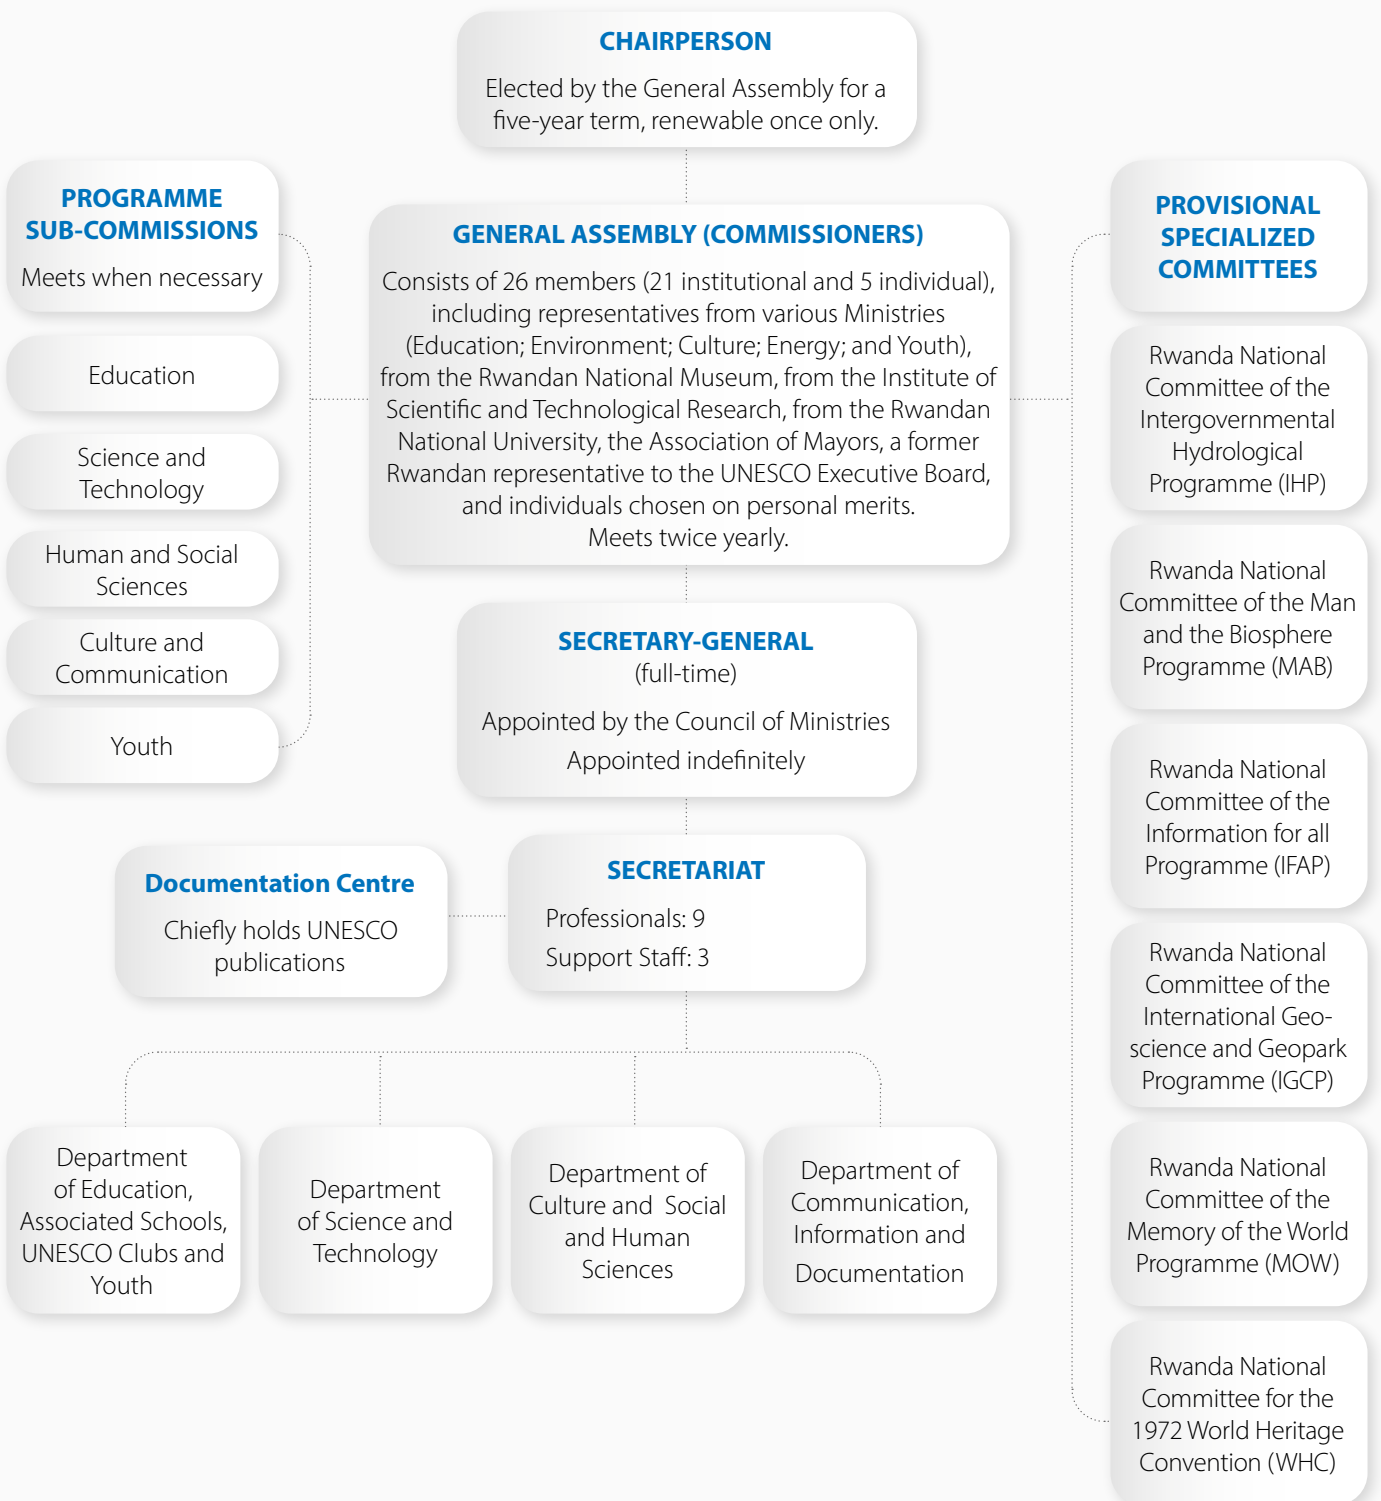 CHAIRPERSON
Elected by the General Assembly for a
five-year term, renewable once only.
PROGRAMME
SUB-COMMISSIONS
Meets when necessary
Education
Science and
Technology
Human and Social
Sciences
Culture and
Communication
Youth
GENERAL ASSEMBLY (COMMISSIONERS)
Consists of 26 members (21 institutional and 5 individual),
including representatives from various Ministries
(Education; Environment; Culture; Energy; and Youth),
from the Rwandan National Museum, from the Institute of
Scientific and Technological Research, from the Rwandan
National University, the Association of Mayors, a former
Rwandan representative to the UNESCO Executive Board,
and individuals chosen on personal merits.
Meets twice yearly.
SECRETARY-GENERAL
(full-time)
Appointed by the Council of Ministries
Appointed indefinitely
Documentation Centre
Chiefly holds UNESCO
publications
SECRETARIAT
Professionals: 9
Support Staff: 3
Department
of Education,
Associated Schools,
UNESCO Clubs and
Youth
Department
of Science and
Technology
Department of
Culture and Social
and Human
Sciences
Department of
Communication,
Information and
Documentation
PROVISIONAL
SPECIALIZED
COMMITTEES
Rwanda National
Committee of the
Intergovernmental
Hydrological
Programme (IHP)
Rwanda National
Committee of the Man
and the Biosphere
Programme (MAB)
Rwanda National
Committee of the
Information for all
Programme (IFAP)
Rwanda National
Committee of the
International Geo-
science and Geopark
Programme (IGCP)
Rwanda National
Committee of the
Memory of the World
Programme (MOW)
Rwanda National
Committee for the
1972 World Heritage
Convention (WHC)